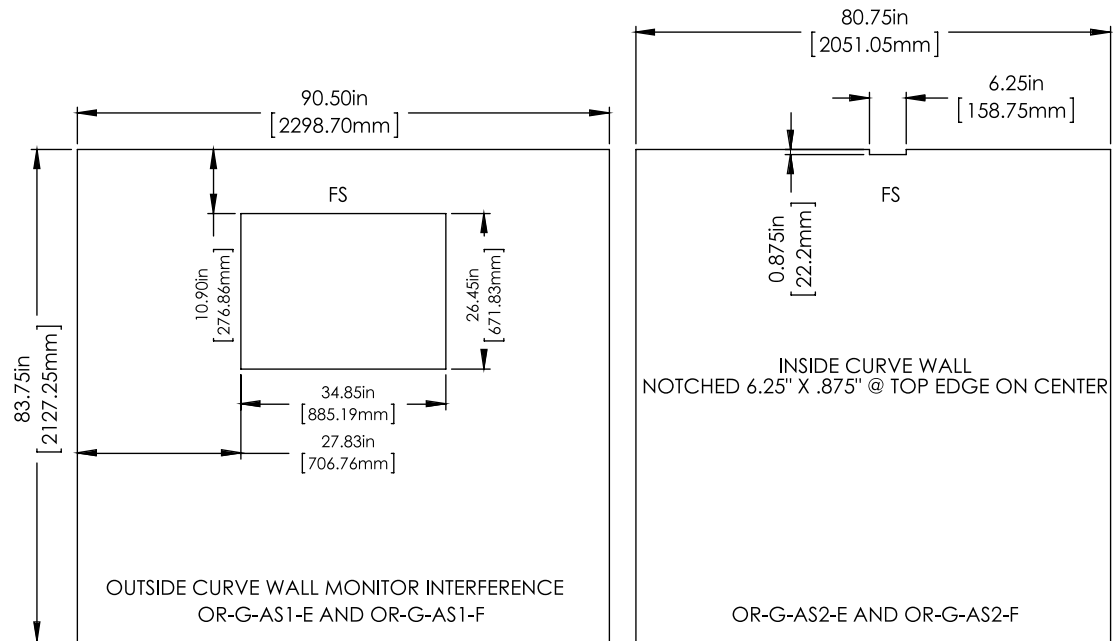 80.75in
[2051.05mm]
90.50in
[2298.70mm]
6.25in
[158.75mm]
FS
FS
10.90in
[276.86mm]
26.45in
[671.83mm]
0.875in
[22.2mm]
83.75in
[2127.25mm]
34.85in
[885.19mm]
27.83in
[706.76mm]
INSIDE CURVE WALL
NOTCHED 6.25" X .875" @ TOP EDGE ON CENTER
OUTSIDE CURVE WALL MONITOR INTERFERENCE
OR-G-AS1-E AND OR-G-AS1-F
OR-G-AS2-E AND OR-G-AS2-F